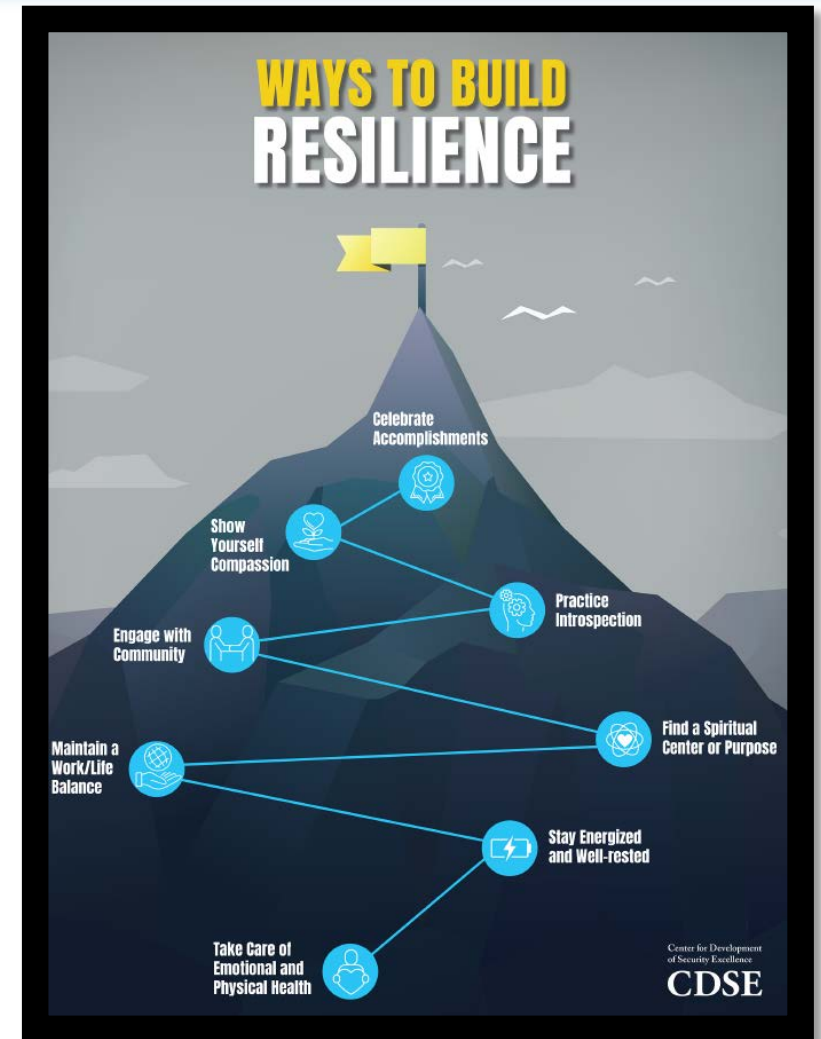 WAYS TO BUILD
RESILIENCE
Celebrate
Accomplishments
Show
Yourself
Compassion
Practice
Introspection
Engage with
Community
Find a Spiritual
Center or Purpose
Maintain a
Work/Life
Balance
Stay Energized
and Well-rested
Take Care of
Emotional and
Physical Health
Center for Development
of Security Excellence
CDSE